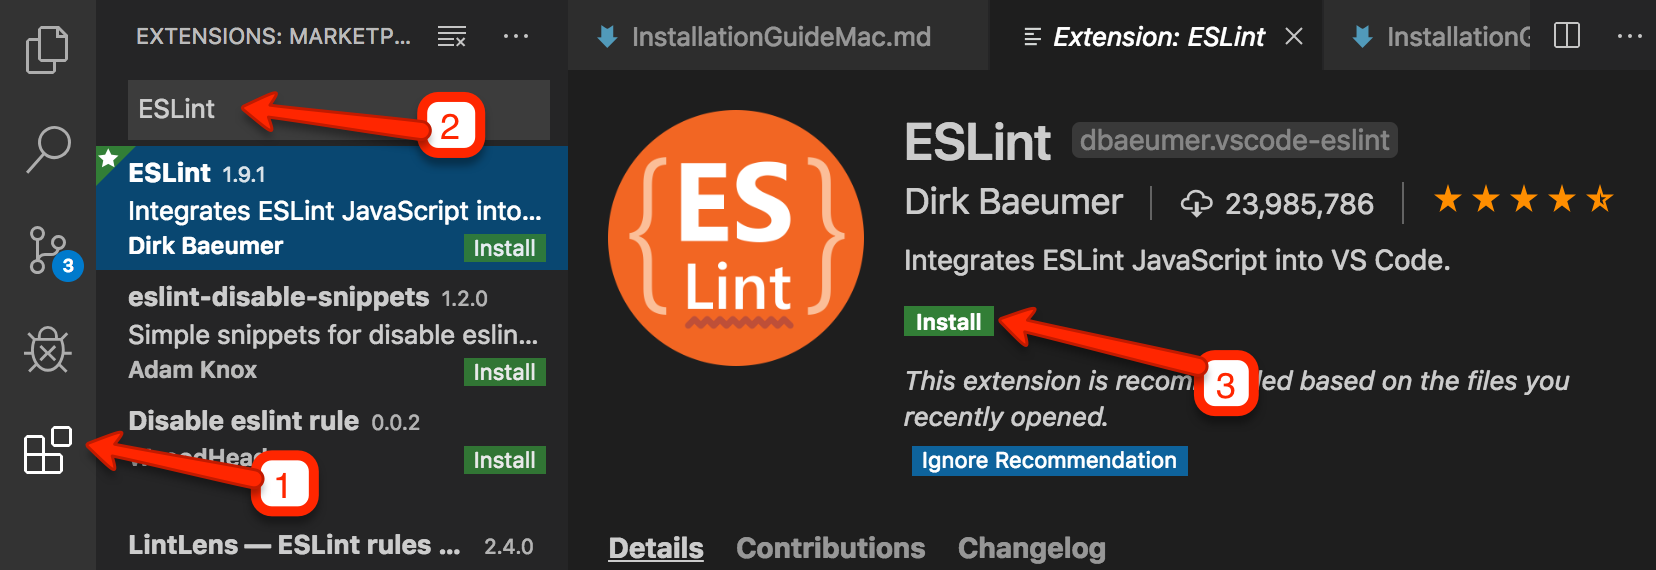 EXTENSIONS: MARKETP...
ESLint
2
ESLint 1.9.1
Integrates ESLint JavaScript into...
Dirk Baeumer Install
eslint-disable-snippets 1.2.0
Simple snippets for disable eslin...
Adam Knox Install
Disable eslint rule 0.0.2
Install
1
LintLens — ESLint rules ... 2.4.0
3
InstallationGuideMac.md
Extension: ESLint
InstallationG
ES
Lint
ESLint dbaeumer.vscode-eslint
Dirk Baeumer 23,985,786
Integrates ESLint JavaScript into VS Code.
Install
3
This extension is based on the files you
recently opened.
Ignore Recommendation
Details Contributions Changelog